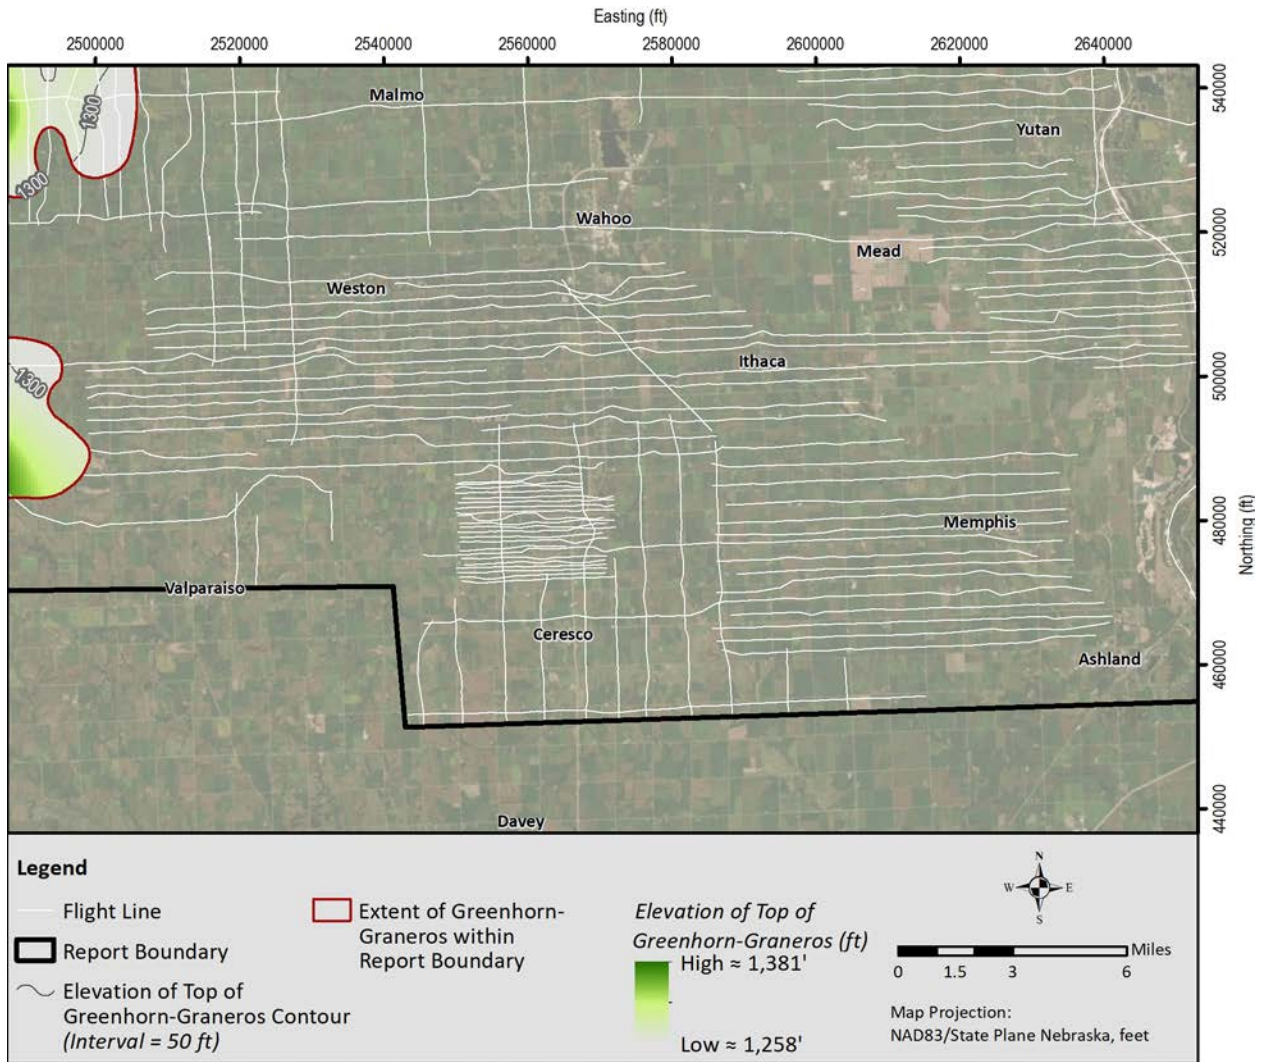 Easting (ft)
2500000 2520000 2540000 2560000 2580000 2600000 2620000 2640000
540000
520000
500000
480000
460000
440000
Northing (ft)
1300
1300
1300
Malmo
Yutan
Wahoo
Mead
Weston
Ithaca
Memphis
Valparaiso
Ceresco
Ashland
Davey
Legend
Flight Line
Report Boundary
Elevation of Top of
Greenhorn-Graneros Contour
(Interval = 50 ft)
Extent of Greenhorn-
Graneros within
Report Boundary
Elevation of Top of
Greenhorn-Graneros (ft)
High ≈ 1,381'
Low ≈ 1,258'
N
W E
S
Miles
0 1.5 3 6
Map Projection:
NAD83/State Plane Nebraska, feet